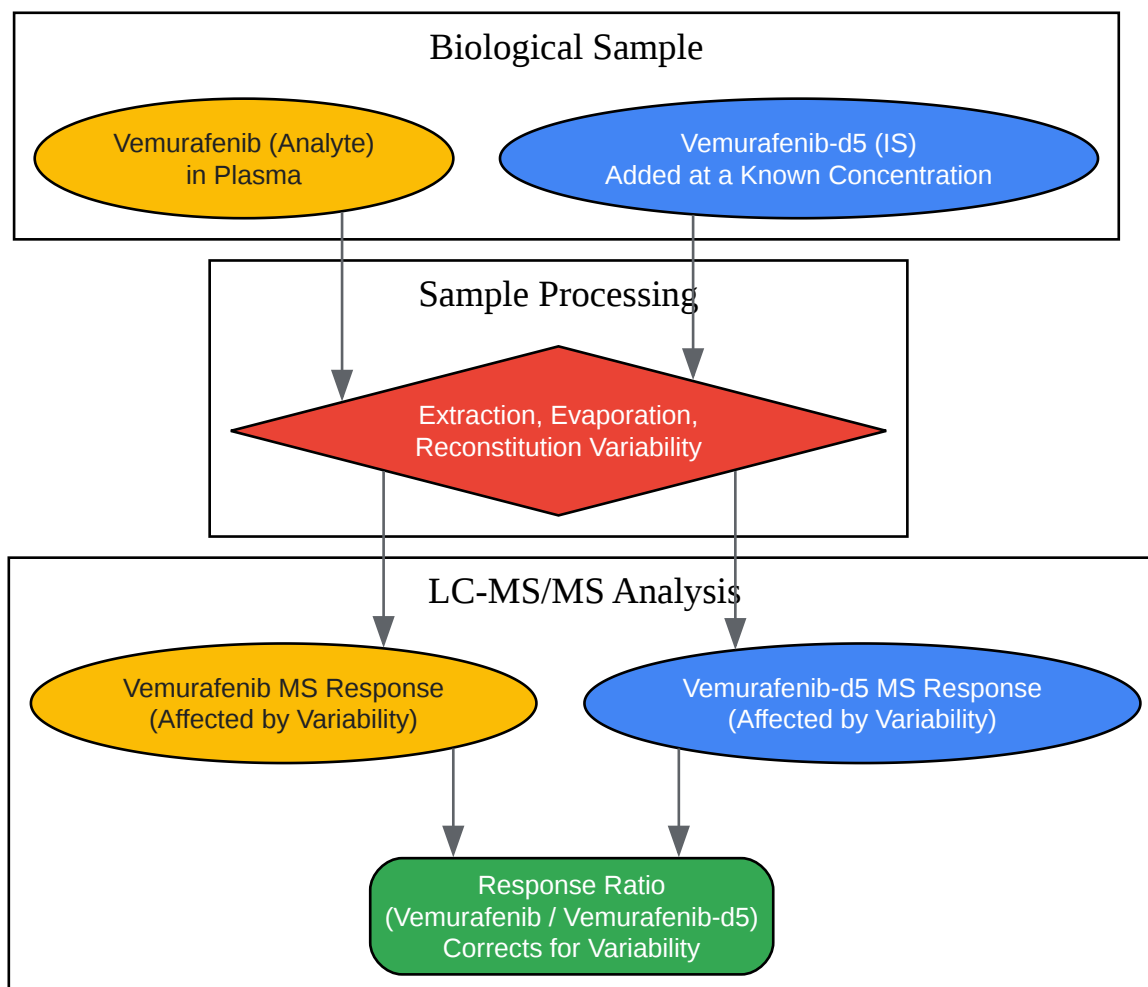 Biological Sample
Vemurafenib (Analyte)
in Plasma
Vemurafenib-d5 (IS)
Added at a Known Concentration
Sample Processing
Extraction, Evaporation,
Reconstitution Variability
LC-MS/MS Analysis
Vemurafenib MS Response
(Affected by Variability)
Vemurafenib-d5 MS Response
(Affected by Variability)
Response Ratio
(Vemurafenib / Vemurafenib-d5)
Corrects for Variability